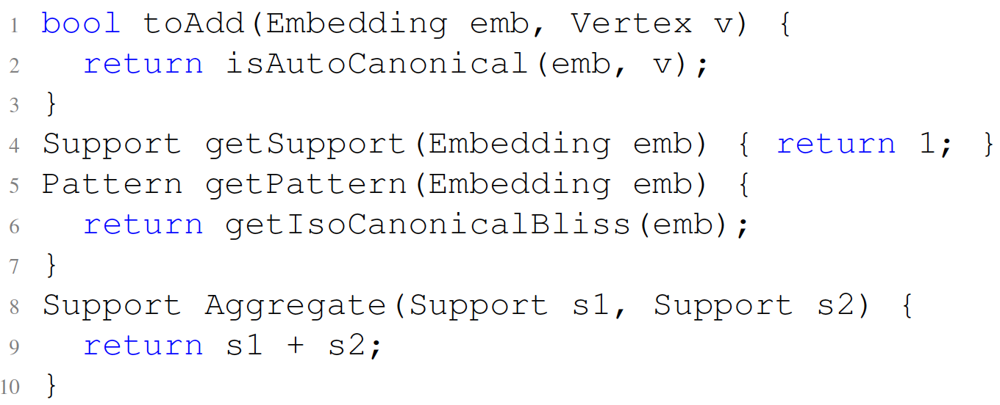 1 bool toAdd(Embedding emb, Vertex v) {
2   return isAutoCanonical(emb, v);
3 }
4 Support getSupport(Embedding emb) { return 1; }
5 Pattern getPattern(Embedding emb) {
6   return getIsoCanonicalBliss(emb);
7 }
8 Support Aggregate(Support s1, Support s2) {
9   return s1 + s2;
10 }